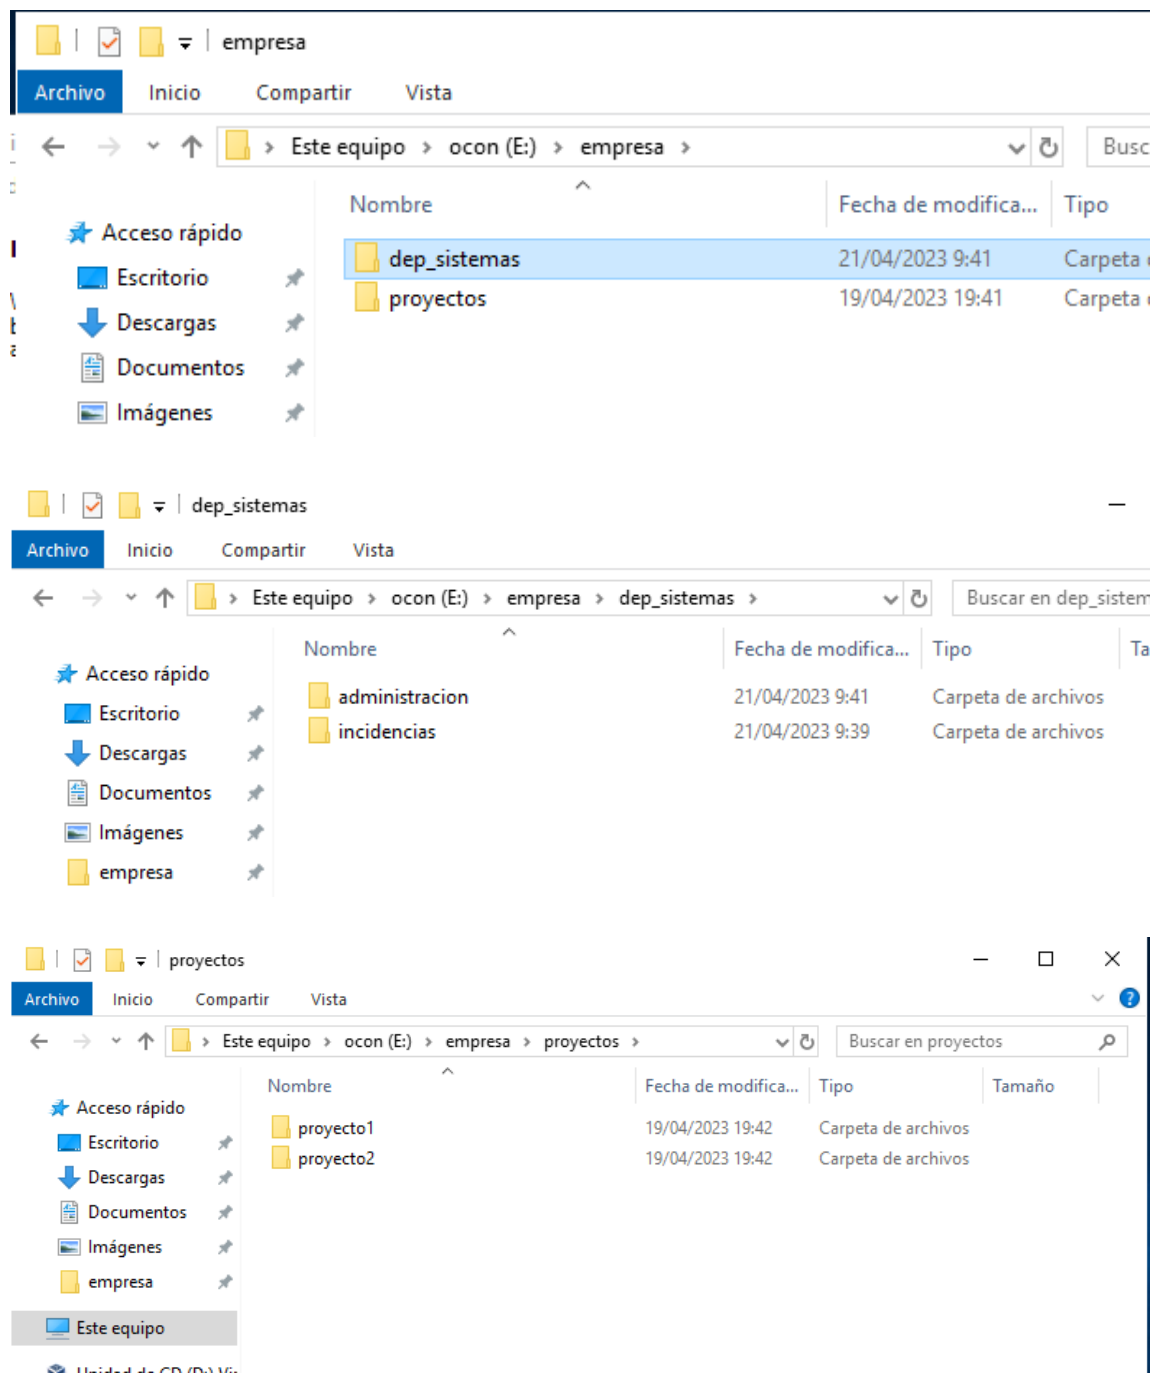 empresa
Archivo Inicio Compartir Vista
Este equipo > ocon (E:) > empresa >
Nombre Fecha de modifica... Tipo
Acceso rápido
dep_sistemas 21/04/2023 9:41 Carpeta
Escritorio
proyectos 19/04/2023 19:41 Carpeta
Descargas
Documentos
Imágenes
dep_sistemas
Archivo Inicio Compartir Vista
Este equipo > ocon (E:) > empresa > dep_sistemas > Buscar en dep_sistem
Nombre Fecha de modifica... Tipo Ta
Acceso rápido
administracion 21/04/2023 9:41 Carpeta de archivos
Escritorio
incidencias 21/04/2023 9:39 Carpeta de archivos
Descargas
Documentos
Imágenes
empresa
proyectos
Archivo Inicio Compartir Vista
Este equipo > ocon (E:) > empresa > proyectos > Buscar en proyectos
Nombre Fecha de modifica... Tipo Tamaño
Acceso rápido
proyecto1 19/04/2023 19:42 Carpeta de archivos
Escritorio
proyecto2 19/04/2023 19:42 Carpeta de archivos
Descargas
Documentos
Imágenes
empresa
Este equipo